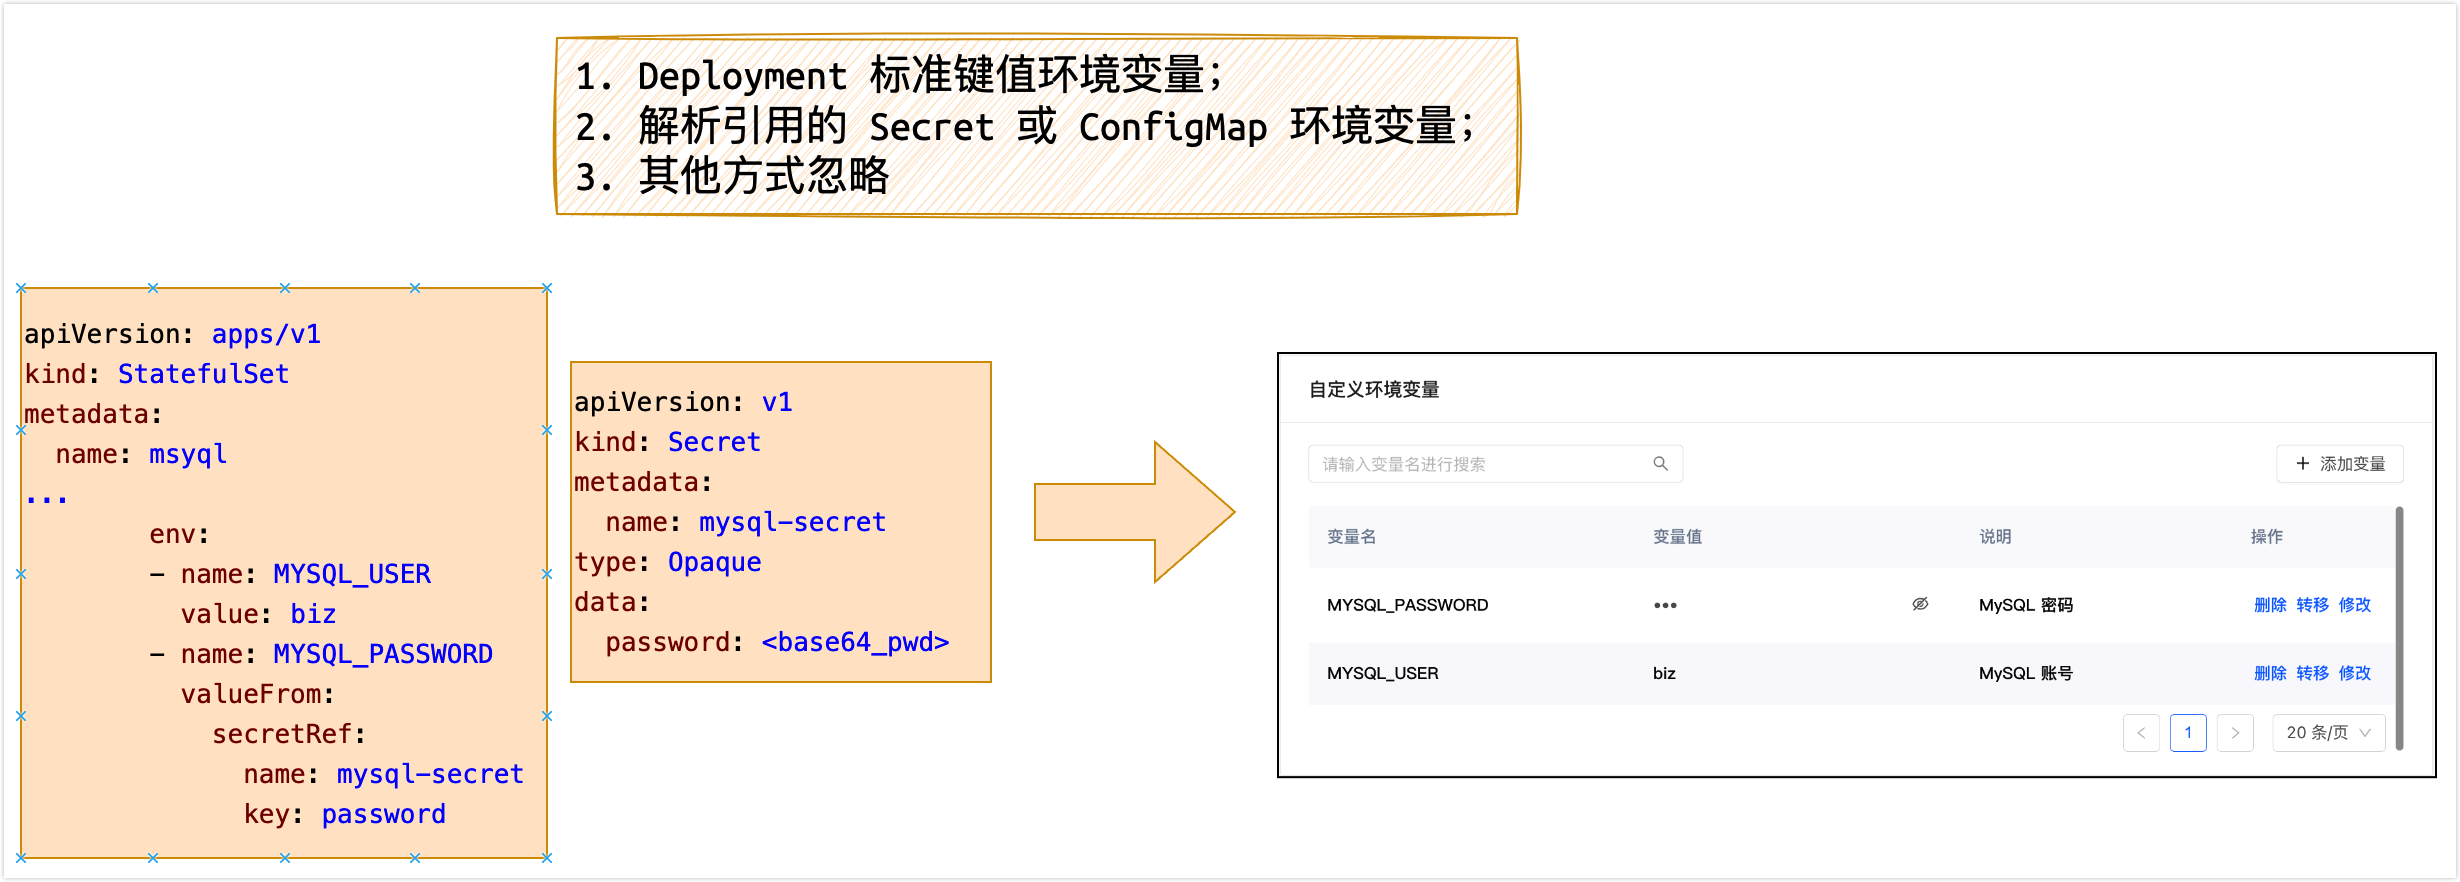 1. Deployment 标准键值环境变量；
2. 解析引用的 Secret 或 ConfigMap 环境变量；
3. 其他方式忽略
apiVersion: apps/v1
kind: StatefulSet
metadata:
  name: msyql
...
        env:
        - name: MYSQL_USER
          value: biz
        - name: MYSQL_PASSWORD
          valueFrom:
            secretRef:
              name: mysql-secret
              key: password
apiVersion: v1
kind: Secret
metadata:
  name: mysql-secret
type: Opaque
data:
  password: <base64_pwd>
自定义环境变量
请输入变量名进行搜索
+ 添加变量
变量名 变量值 说明 操作
MYSQL_PASSWORD ••• MySQL 密码 删除 转移 修改
MYSQL_USER biz MySQL 账号 删除 转移 修改
< 1 > 20 条/页